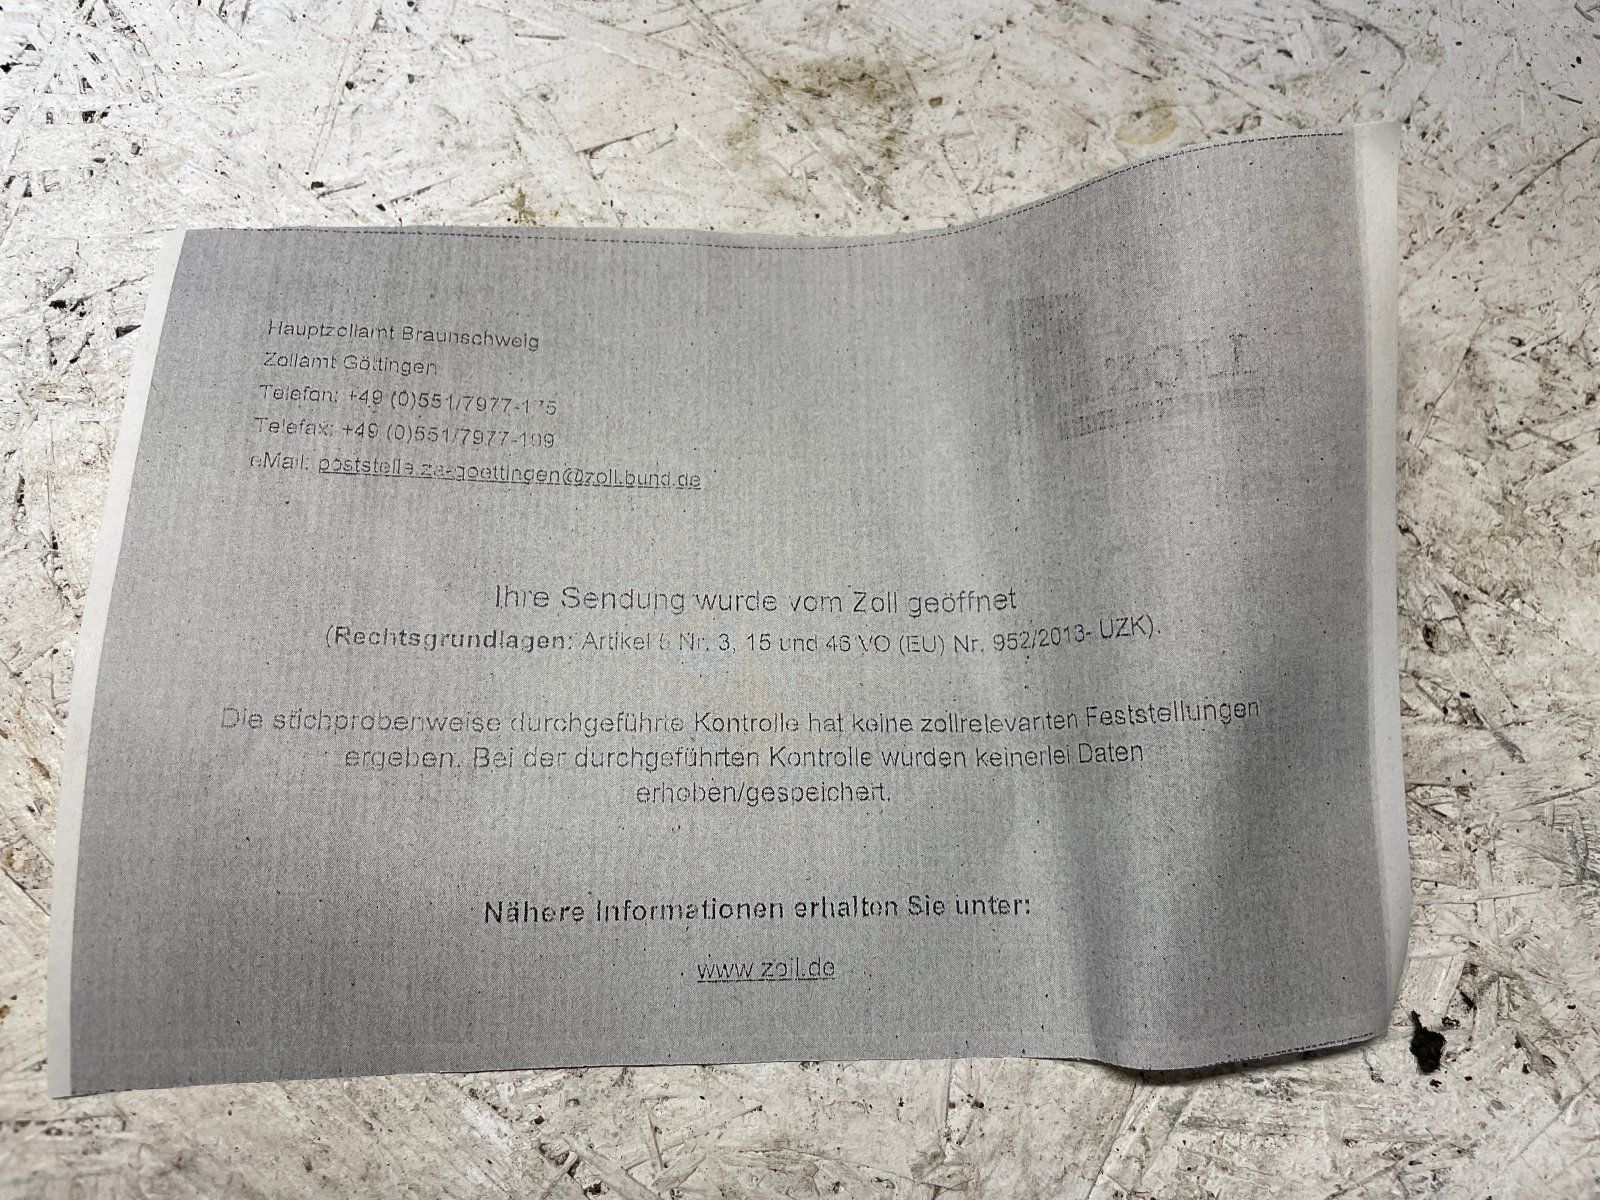 Hauptzollamt Braunschweig
Zollamt Göttingen
Telefon: +49 (0)551/7977-175
Telefax: +49 (0)551/7977-199
eMail: poststelle.za-goettingen@zoll.bund.de
ZOLL
Ihre Sendung wurde vom Zoll geöffnet
(Rechtsgrundlagen: Artikel 5 Nr. 3, 15 und 46 VO (EU) Nr. 952/2013- UZK).
Die stichprobenweise durchgeführte Kontrolle hat keine zollrelevanten Feststellungen
ergeben. Bei der durchgeführten Kontrolle wurden keinerlei Daten
erhoben/gespeichert.
Nähere Informationen erhalten Sie unter:
www.zoll.de